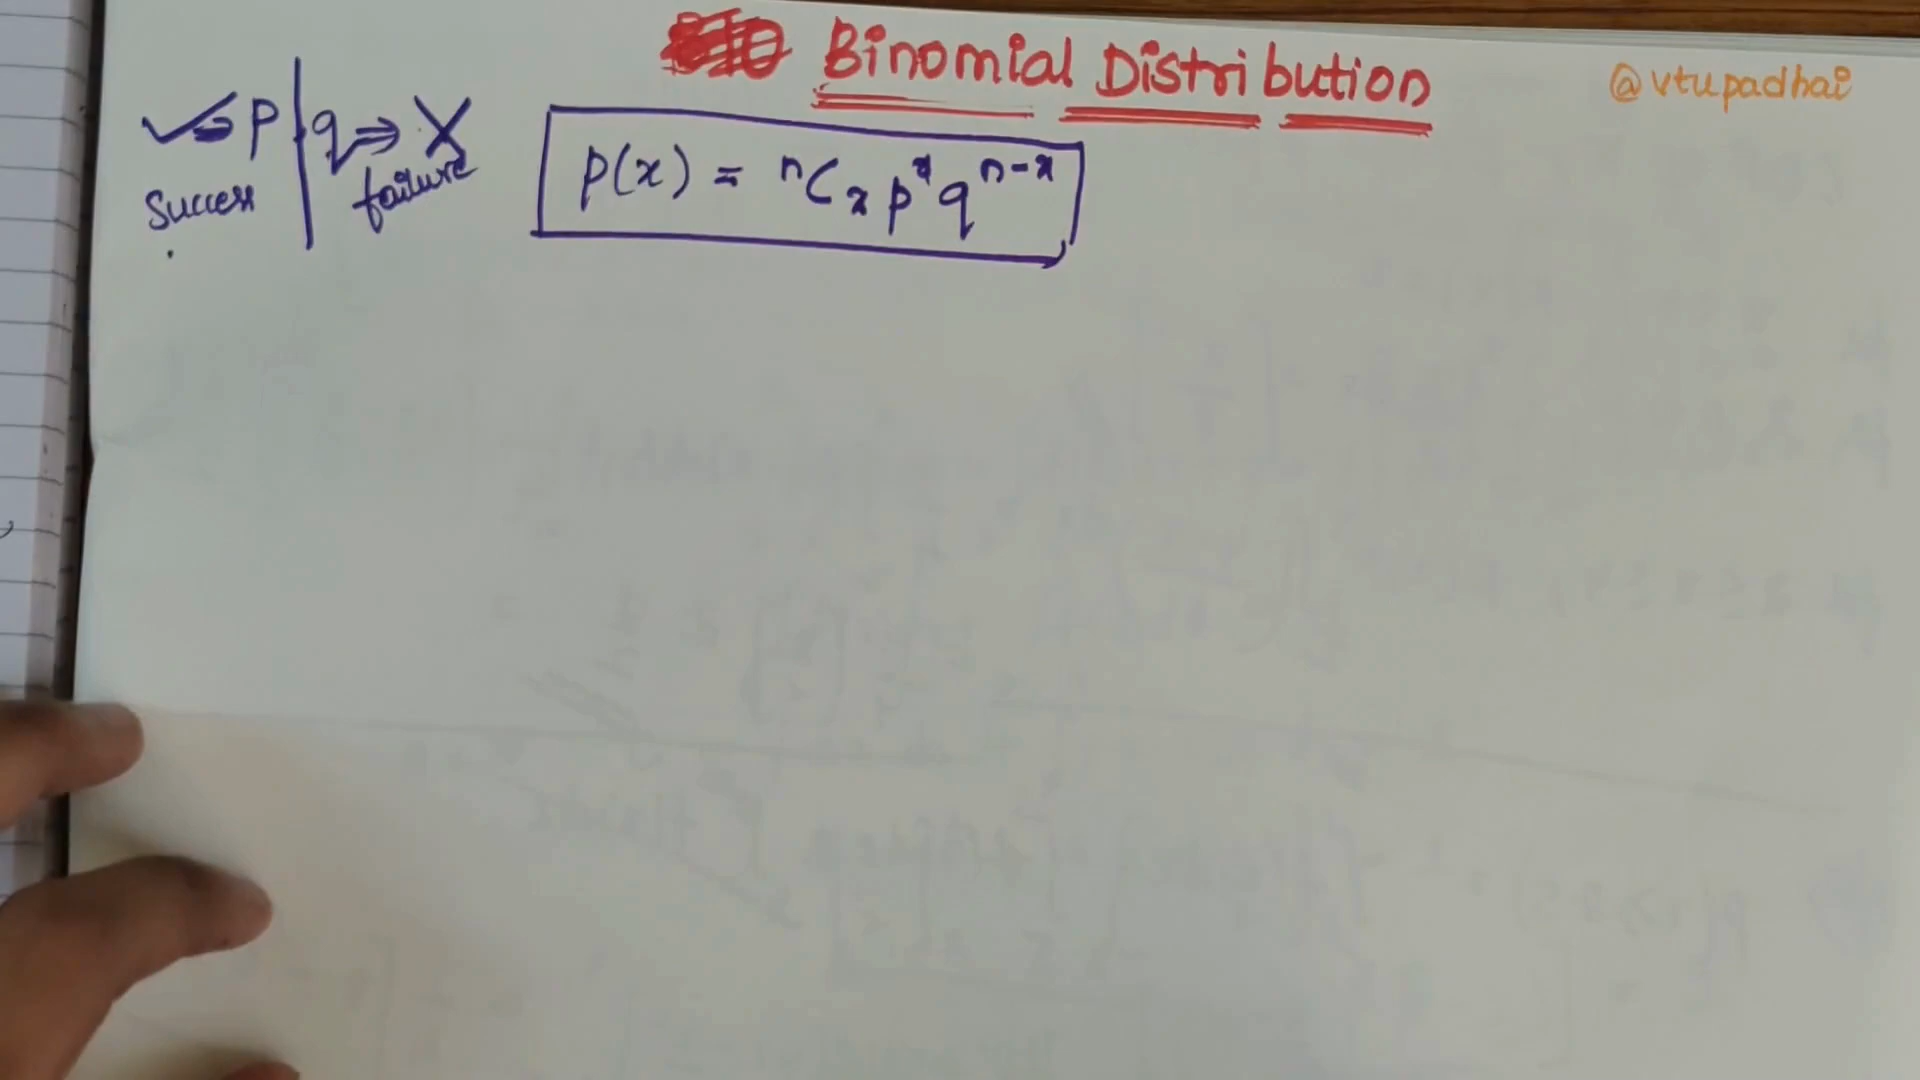 Binomial Distribution
@vtupadhai
✓ p | q ⇒ X
Success failure
p(x) = ⁿCₓ pˣ qⁿ⁻ˣ